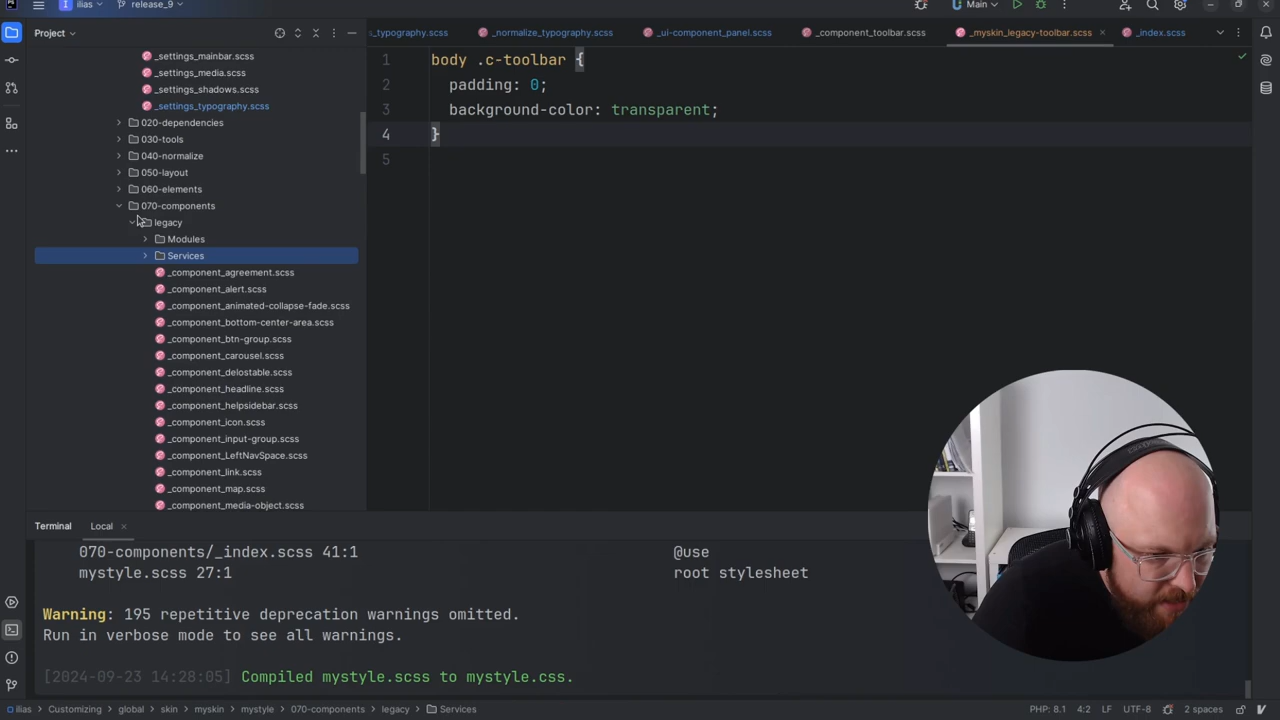 ilias
release_9
Main
Project
s_typography.scss
_normalize_typography.scss
_ui-component_panel.scss
_component_toolbar.scss
_myskin_legacy-toolbar.scss
_index.scss
_settings_mainbar.scss
_settings_media.scss
_settings_shadows.scss
_settings_typography.scss
020-dependencies
030-tools
040-normalize
050-layout
060-elements
070-components
legacy
Modules
Services
_component_agreement.scss
_component_alert.scss
_component_animated-collapse-fade.scss
_component_bottom-center-area.scss
_component_btn-group.scss
_component_carousel.scss
_component_delostable.scss
_component_headline.scss
_component_helpsidebar.scss
_component_icon.scss
_component_input-group.scss
_component_LeftNavSpace.scss
_component_link.scss
_component_map.scss
_component_media-object.scss
1 body .c-toolbar {
2 padding: 0;
3 background-color: transparent;
4 }
5
Terminal
Local
070-components/_index.scss 41:1 @use
mystyle.scss 27:1 root stylesheet
Warning: 195 repetitive deprecation warnings omitted.
Run in verbose mode to see all warnings.
[2024-09-23 14:28:05] Compiled mystyle.scss to mystyle.css.
ilias
Customizing
global
skin
myskin
mystyle
070-components
legacy
Services
PHP: 8.1
4:2
LF
UTF-8
2 spaces